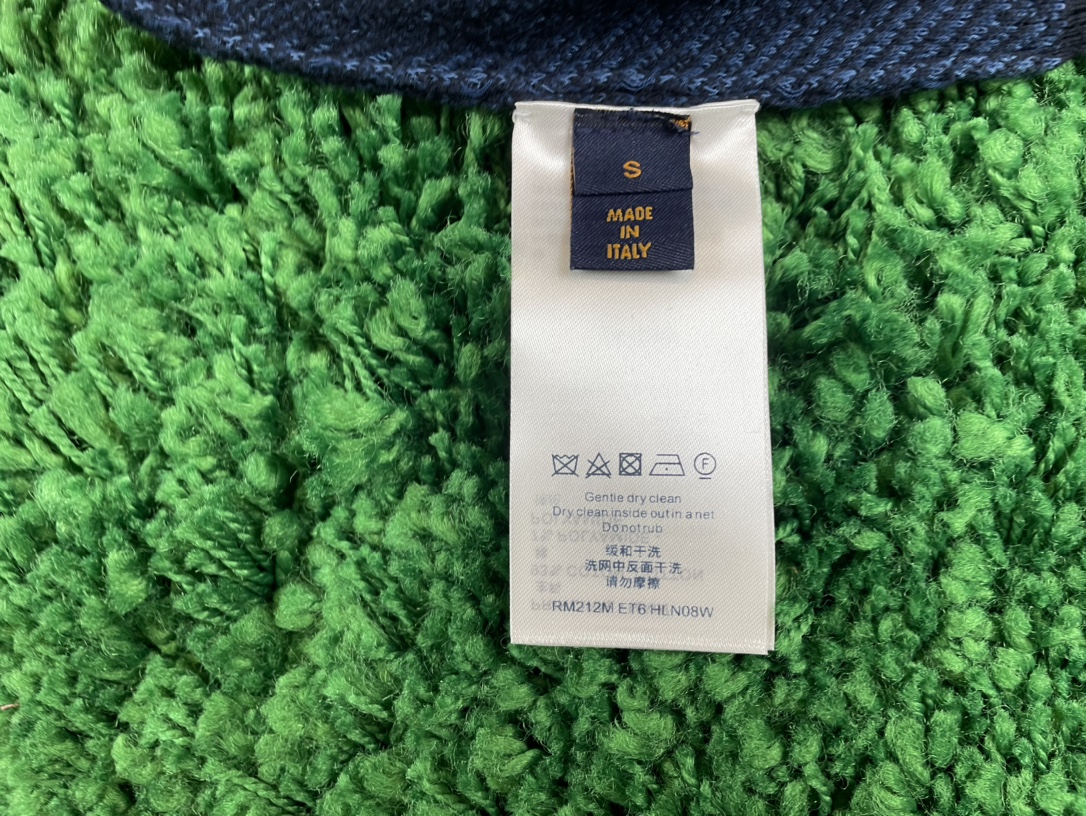 S
MADE
IN
ITALY
F
Gentle dry clean
Dry clean inside out in a net
Do not rub
缓和干洗
洗网中反面干洗
请勿摩擦
RM212M ET6 HLN08W